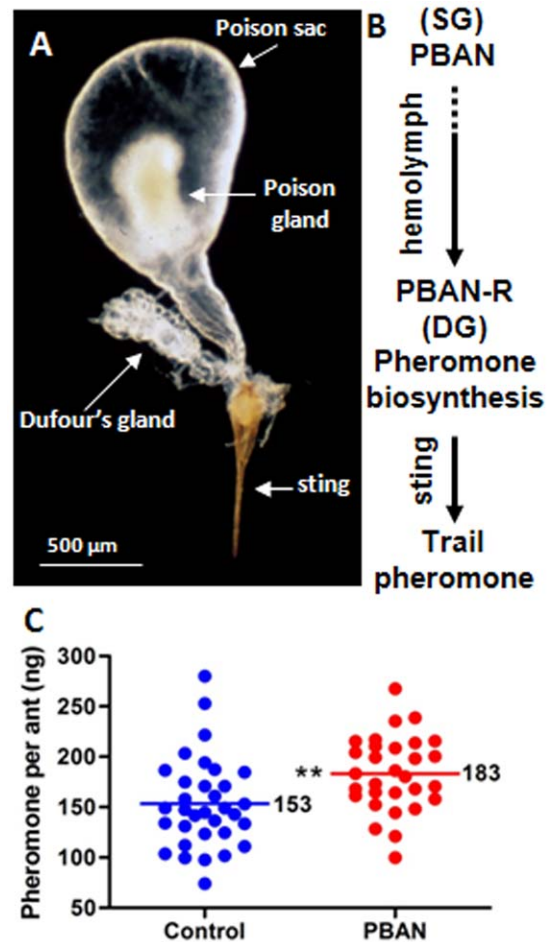 A
Poison sac
Poison
gland
Dufour's gland
sting
500 µm
B
(SG)
PBAN
hemolymph
PBAN-R
(DG)
Pheromone
biosynthesis
sting
Trail
pheromone
C
Pheromone per ant (ng)
300
250
200
150
100
50
153
**
183
Control
PBAN